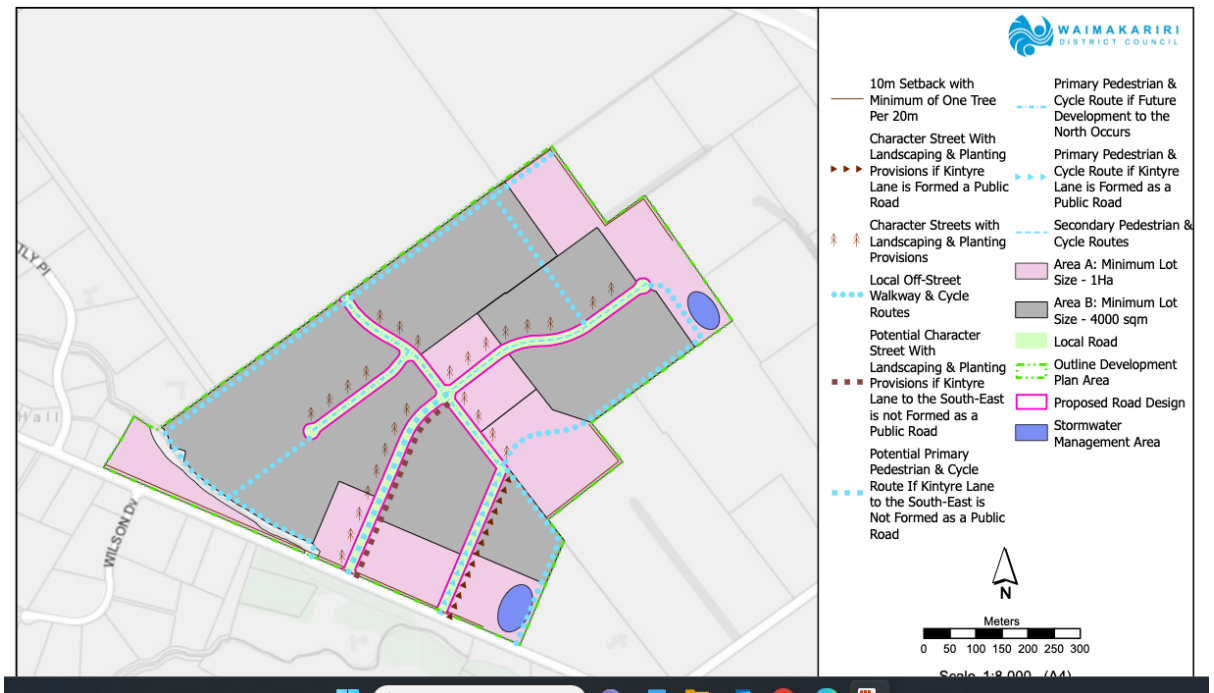 WAIMAKARIRI
DISTRICT COUNCIL
10m Setback with
Minimum of One Tree
Per 20m
Character Street With
Landscaping & Planting
Provisions if Kintyre
Lane is Formed a Public
Road
Character Streets with
Landscaping & Planting
Provisions
Local Off-Street
Walkway & Cycle
Routes
Potential Character
Street With
Landscaping & Planting
Provisions if Kintyre
Lane to the South-East
is not Formed as a
Public Road
Potential Primary
Pedestrian & Cycle
Route If Kintyre Lane
to the South-East is
Not Formed as a Public
Road
Primary Pedestrian &
Cycle Route if Future
Development to the
North Occurs
Primary Pedestrian &
Cycle Route if Kintyre
Lane is Formed as a
Public Road
Secondary Pedestrian &
Cycle Routes
Area A: Minimum Lot
Size - 1Ha
Area B: Minimum Lot
Size - 4000 sqm
Local Road
Outline Development
Plan Area
Proposed Road Design
Stormwater
Management Area
N
Meters
0 50 100 150 200 250 300
Scale 1:8,000 (A4)
TLY PI
Hall
WILSON Dv